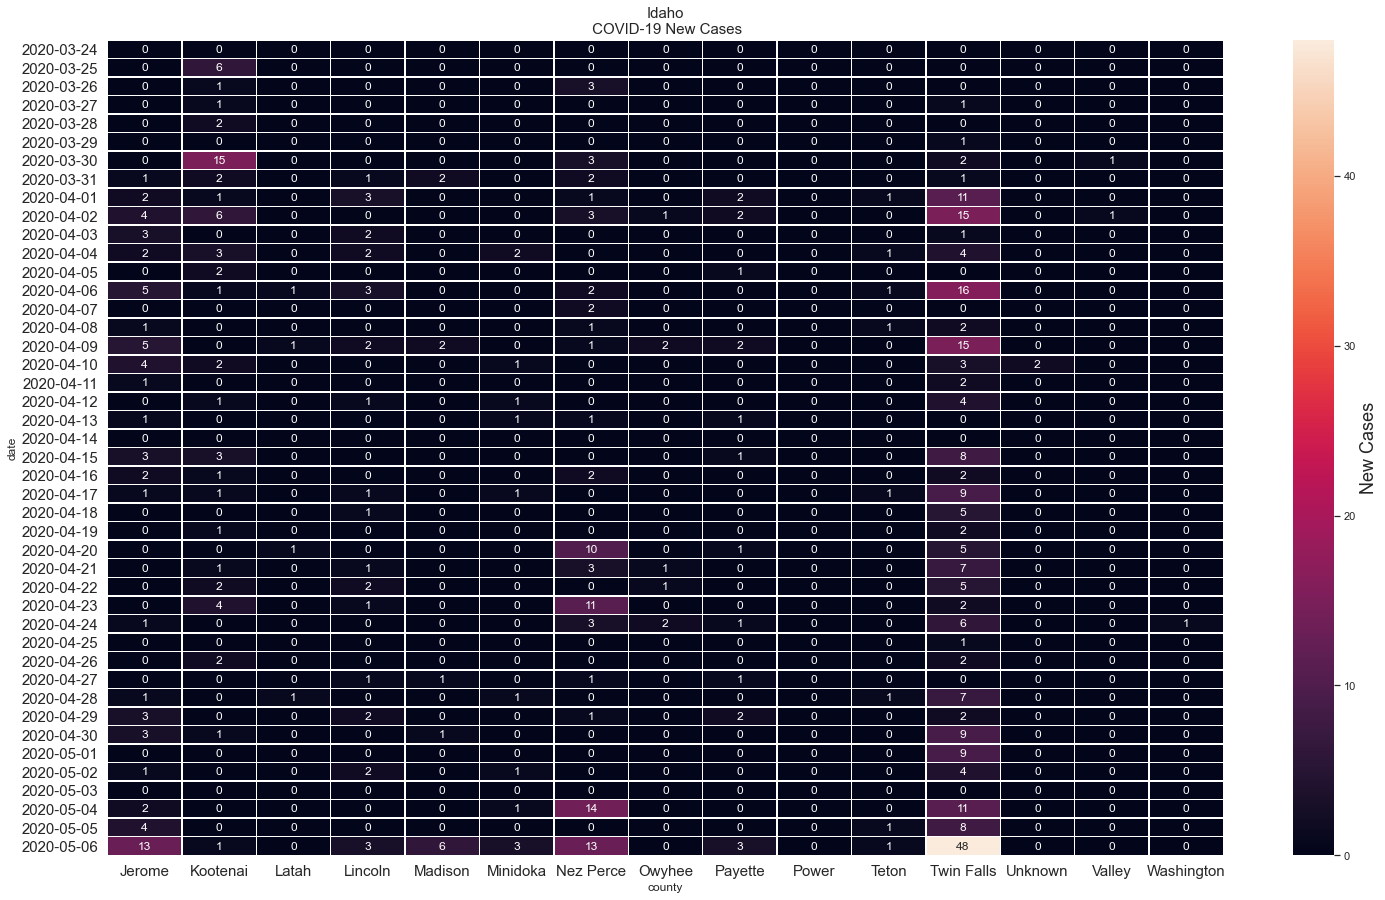 Idaho
COVID-19 New Cases
2020-03-24 0 0 0 0 0 0 0 0 0 0 0 0 0 0 0
2020-03-25 0 6 0 0 0 0 0 0 0 0 0 0 0 0 0
2020-03-26 0 1 0 0 0 0 3 0 0 0 0 0 0 0 0
2020-03-27 0 1 0 0 0 0 0 0 0 0 0 1 0 0 0
2020-03-28 0 2 0 0 0 0 0 0 0 0 0 0 0 0 0
2020-03-29 0 0 0 0 0 0 0 0 0 0 0 1 0 0 0
2020-03-30 0 15 0 0 0 0 3 0 0 0 0 2 0 1 0
2020-03-31 1 2 0 1 2 0 2 0 0 0 0 1 0 0 0
2020-04-01 2 1 0 3 0 0 1 0 2 0 1 11 0 0 0
2020-04-02 4 6 0 0 0 0 3 1 2 0 0 15 0 1 0
2020-04-03 3 0 0 2 0 0 0 0 0 0 0 1 0 0 0
2020-04-04 2 3 0 2 0 2 0 0 0 0 1 4 0 0 0
2020-04-05 0 2 0 0 0 0 0 0 1 0 0 0 0 0 0
2020-04-06 5 1 1 3 0 0 2 0 0 0 1 16 0 0 0
2020-04-07 0 0 0 0 0 0 2 0 0 0 0 0 0 0 0
2020-04-08 1 0 0 0 0 0 1 0 0 0 1 2 0 0 0
2020-04-09 5 0 1 2 2 0 1 2 2 0 0 15 0 0 0
2020-04-10 4 2 0 0 0 1 0 0 0 0 0 3 2 0 0
2020-04-11 1 0 0 0 0 0 0 0 0 0 0 2 0 0 0
2020-04-12 0 1 0 1 0 1 0 0 0 0 0 4 0 0 0
2020-04-13 1 0 0 0 0 1 1 0 1 0 0 0 0 0 0
2020-04-14 0 0 0 0 0 0 0 0 0 0 0 0 0 0 0
2020-04-15 3 3 0 0 0 0 0 0 1 0 0 8 0 0 0
2020-04-16 2 1 0 0 0 0 2 0 0 0 0 2 0 0 0
2020-04-17 1 1 0 1 0 1 0 0 0 0 1 9 0 0 0
2020-04-18 0 0 0 1 0 0 0 0 0 0 0 5 0 0 0
2020-04-19 0 1 0 0 0 0 0 0 0 0 0 2 0 0 0
2020-04-20 0 0 1 0 0 0 10 0 1 0 0 5 0 0 0
2020-04-21 0 1 0 1 0 0 3 1 0 0 0 7 0 0 0
2020-04-22 0 2 0 2 0 0 0 1 0 0 0 5 0 0 0
2020-04-23 0 4 0 1 0 0 11 0 0 0 0 2 0 0 0
2020-04-24 1 0 0 0 0 0 3 2 1 0 0 6 0 0 1
2020-04-25 0 0 0 0 0 0 0 0 0 0 0 1 0 0 0
2020-04-26 0 2 0 0 0 0 0 0 0 0 0 2 0 0 0
2020-04-27 0 0 0 1 1 0 1 0 1 0 0 0 0 0 0
2020-04-28 1 0 1 0 0 1 0 0 0 0 1 7 0 0 0
2020-04-29 3 0 0 2 0 0 1 0 2 0 0 2 0 0 0
2020-04-30 3 1 0 0 1 0 0 0 0 0 0 9 0 0 0
2020-05-01 0 0 0 0 0 0 0 0 0 0 0 9 0 0 0
2020-05-02 1 0 0 2 0 1 0 0 0 0 0 4 0 0 0
2020-05-03 0 0 0 0 0 0 0 0 0 0 0 0 0 0 0
2020-05-04 2 0 0 0 0 1 14 0 0 0 0 11 0 0 0
2020-05-05 4 0 0 0 0 0 0 0 0 0 1 8 0 0 0
2020-05-06 13 1 0 3 6 3 13 0 3 0 1 48 0 0 0
Jerome Kootenai Latah Lincoln Madison Minidoka Nez Perce Owyhee Payette Power Teton Twin Falls Unknown Valley Washington
county
date
40
30
20
10
0
New Cases